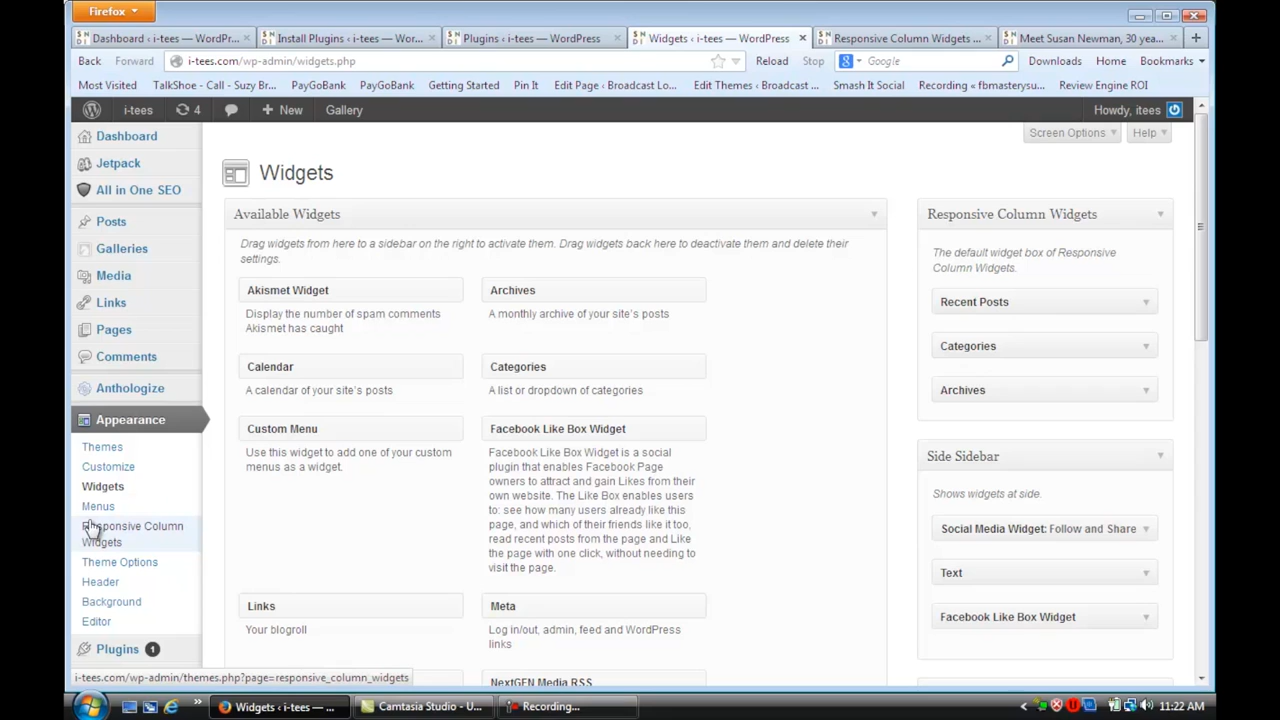 Firefox
Dashboard ‹ i-tees — WordPr...
Install Plugins ‹ i-tees — Wor...
Plugins ‹ i-tees — WordPress
Widgets ‹ i-tees — WordPress
Responsive Column Widgets ...
Meet Susan Newman, 30 yea...
Back
Forward
i-tees.com/wp-admin/widgets.php
Reload
Stop
Google
Downloads
Home
Bookmarks
Most Visited
TalkShoe - Call - Suzy Br...
PayGoBank
PayGoBank
Getting Started
Pin It
Edit Page ‹ Broadcast Lo...
Edit Themes ‹ Broadcast ...
Smash It Social
Recording «fbmasterysu...
Review Engine ROI
i-tees
4
+ New
Gallery
Howdy, itees
Dashboard
Jetpack
All in One SEO
Posts
Galleries
Media
Links
Pages
Comments
Anthologize
Appearance
Themes
Customize
Widgets
Menus
Responsive Column
Widgets
Theme Options
Header
Background
Editor
Plugins 1
Screen Options
Help
Widgets
Available Widgets
Drag widgets from here to a sidebar on the right to activate them. Drag widgets back here to deactivate them and delete their
settings.
Akismet Widget
Display the number of spam comments
Akismet has caught
Archives
A monthly archive of your site's posts
Calendar
A calendar of your site's posts
Categories
A list or dropdown of categories
Custom Menu
Use this widget to add one of your custom
menus as a widget.
Facebook Like Box Widget
Facebook Like Box Widget is a social
plugin that enables Facebook Page
owners to attract and gain Likes from their
own website. The Like Box enables users
to: see how many users already like this
page, and which of their friends like it too,
read recent posts from the page and Like
the page with one click, without needing to
visit the page.
Links
Your blogroll
Meta
Log in/out, admin, feed and WordPress
links
NextGEN Media RSS
Responsive Column Widgets
The default widget box of Responsive
Column Widgets.
Recent Posts
Categories
Archives
Side Sidebar
Shows widgets at side.
Social Media Widget: Follow and Share
Text
Facebook Like Box Widget
i-tees.com/wp-admin/themes.php?page=responsive_column_widgets
Widgets ‹ i-tees — ...
Camtasia Studio - U...
Recording...
11:22 AM